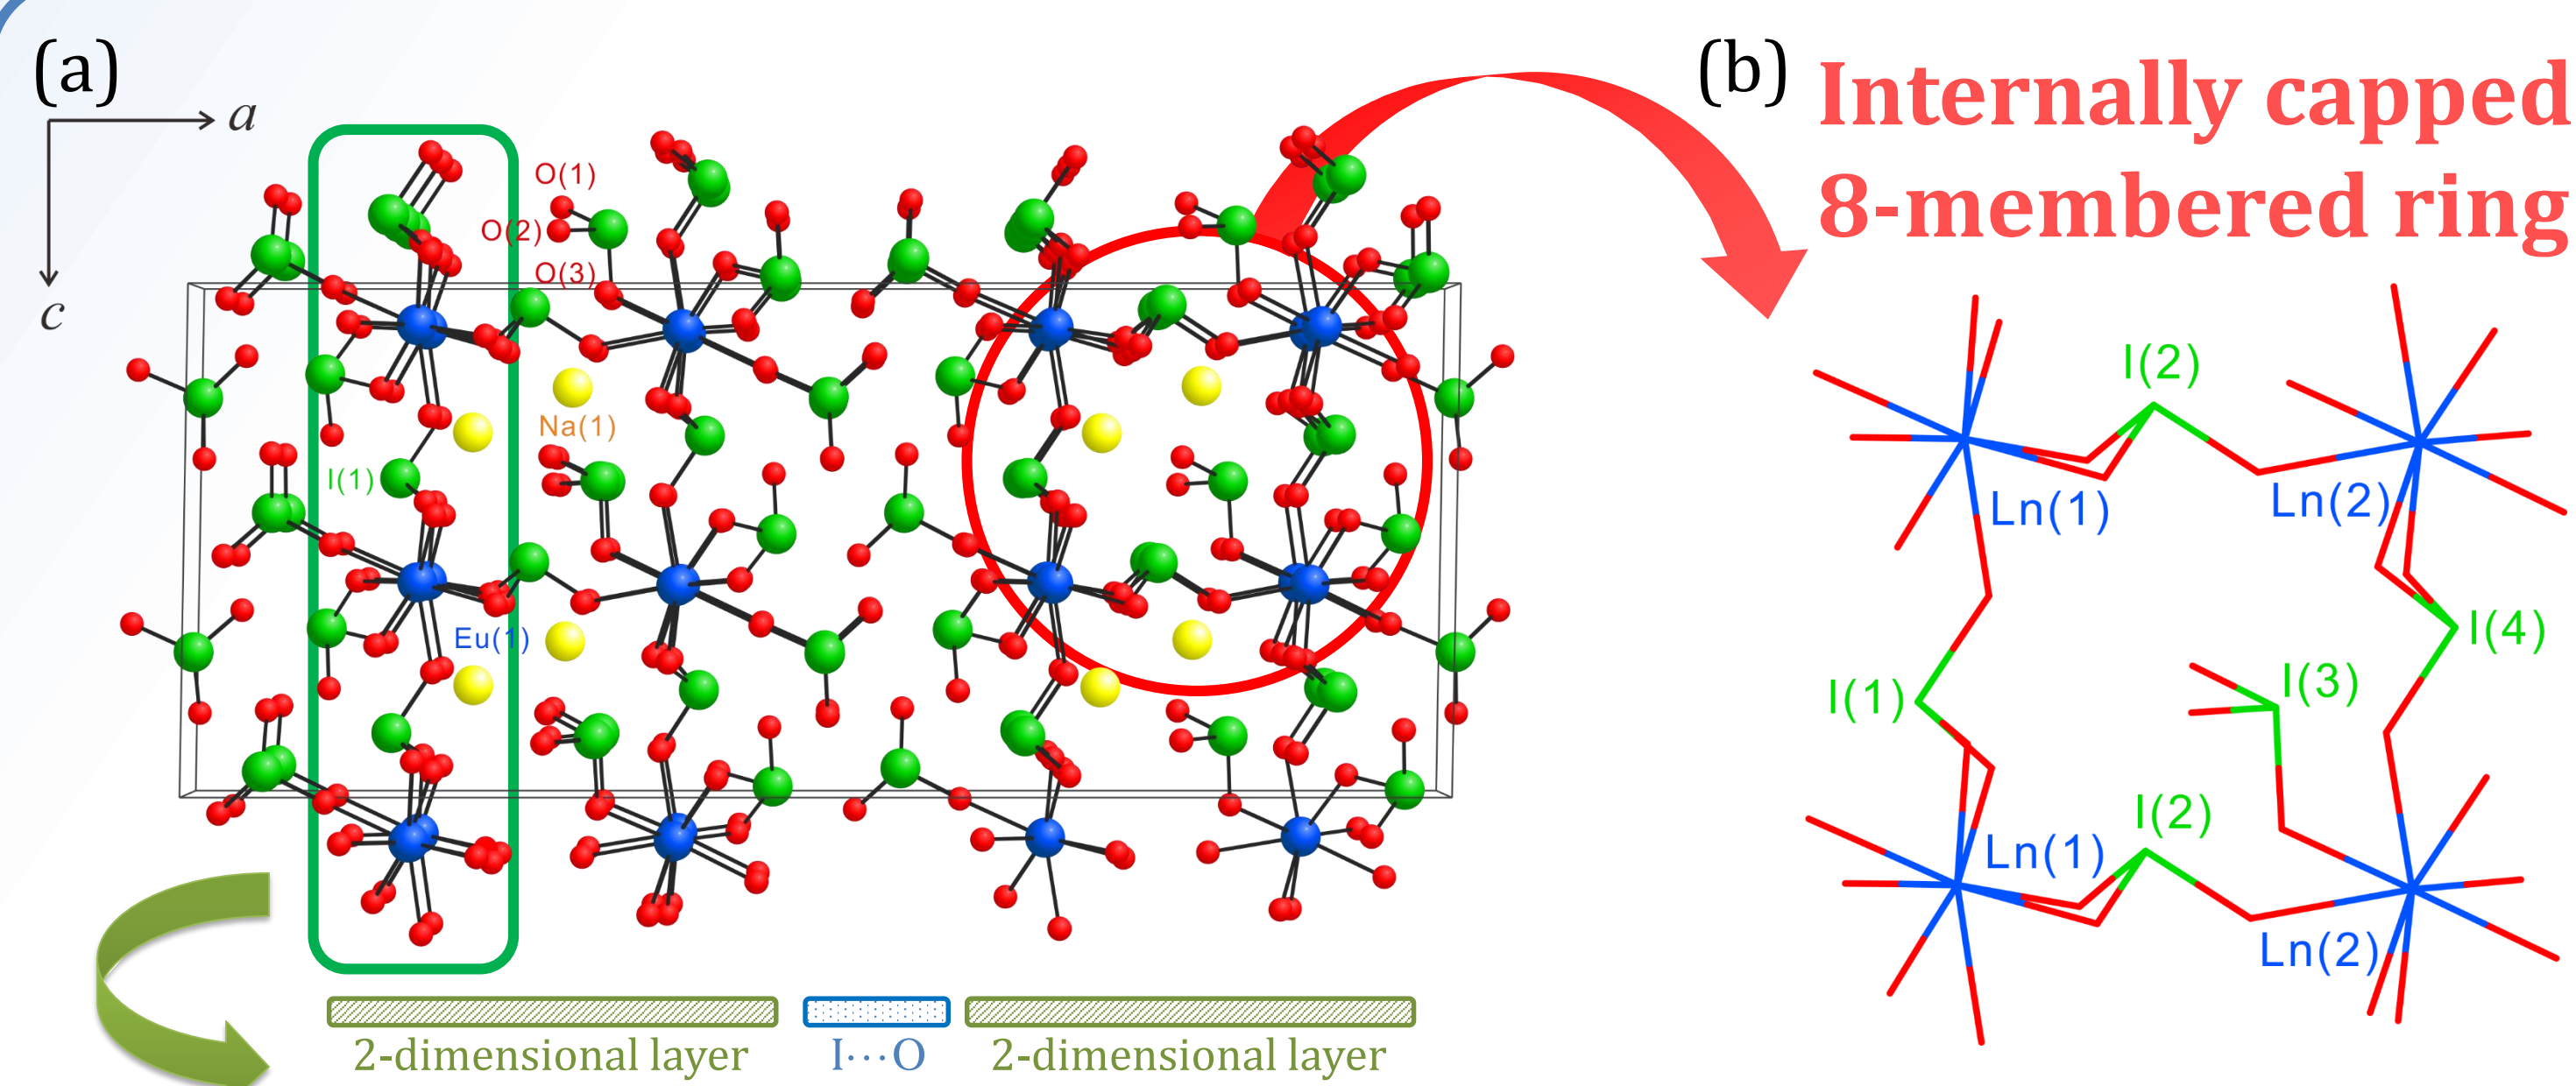 (a)
a
c
O(1)
O(2)
O(3)
Na(1)
I(1)
Eu(1)
2-dimensional layer
I···O
2-dimensional layer
(b)
Internally capped
8-membered ring
I(2)
Ln(1)
Ln(2)
I(4)
I(3)
I(1)
I(2)
Ln(1)
Ln(2)